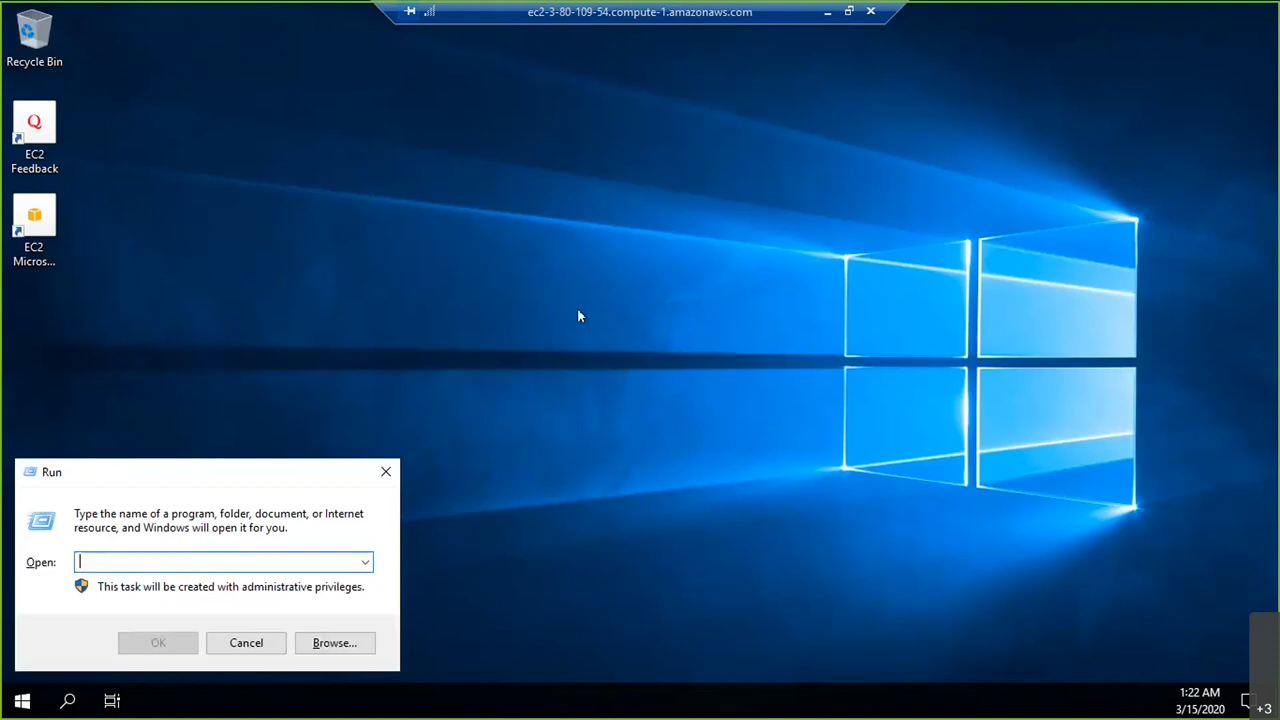 ec2-3-80-109-54.compute-1.amazonaws.com
Recycle Bin
Q
EC2
Feedback
EC2
Micros...
Run
Type the name of a program, folder, document, or Internet
resource, and Windows will open it for you.
Open:
This task will be created with administrative privileges.
OK
Cancel
Browse...
1:22 AM
3/15/2020
+3